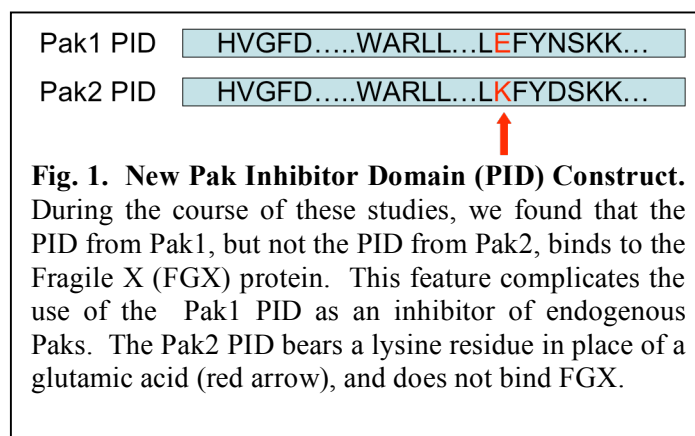 Pak1 PID HVGFD.....WARLL...LEFYNSKK...
Pak2 PID HVGFD.....WARLL...LKFYDSKK...
Fig. 1. New Pak Inhibitor Domain (PID) Construct.
During the course of these studies, we found that the
PID from Pak1, but not the PID from Pak2, binds to the
Fragile X (FGX) protein. This feature complicates the
use of the Pak1 PID as an inhibitor of endogenous
Paks. The Pak2 PID bears a lysine residue in place of a
glutamic acid (red arrow), and does not bind FGX.